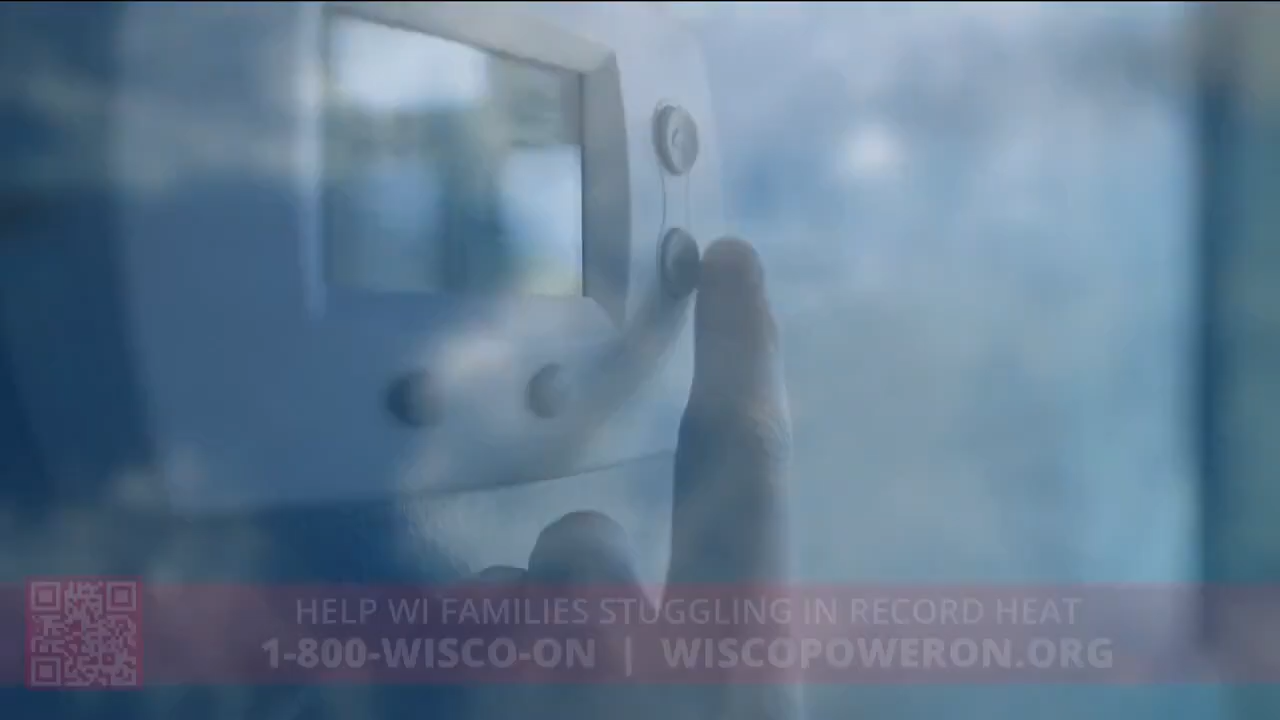 HELP WI FAMILIES STUGGLING IN RECORD HEAT
1-800-WISCO-ON | WISCOPOWERON.ORG